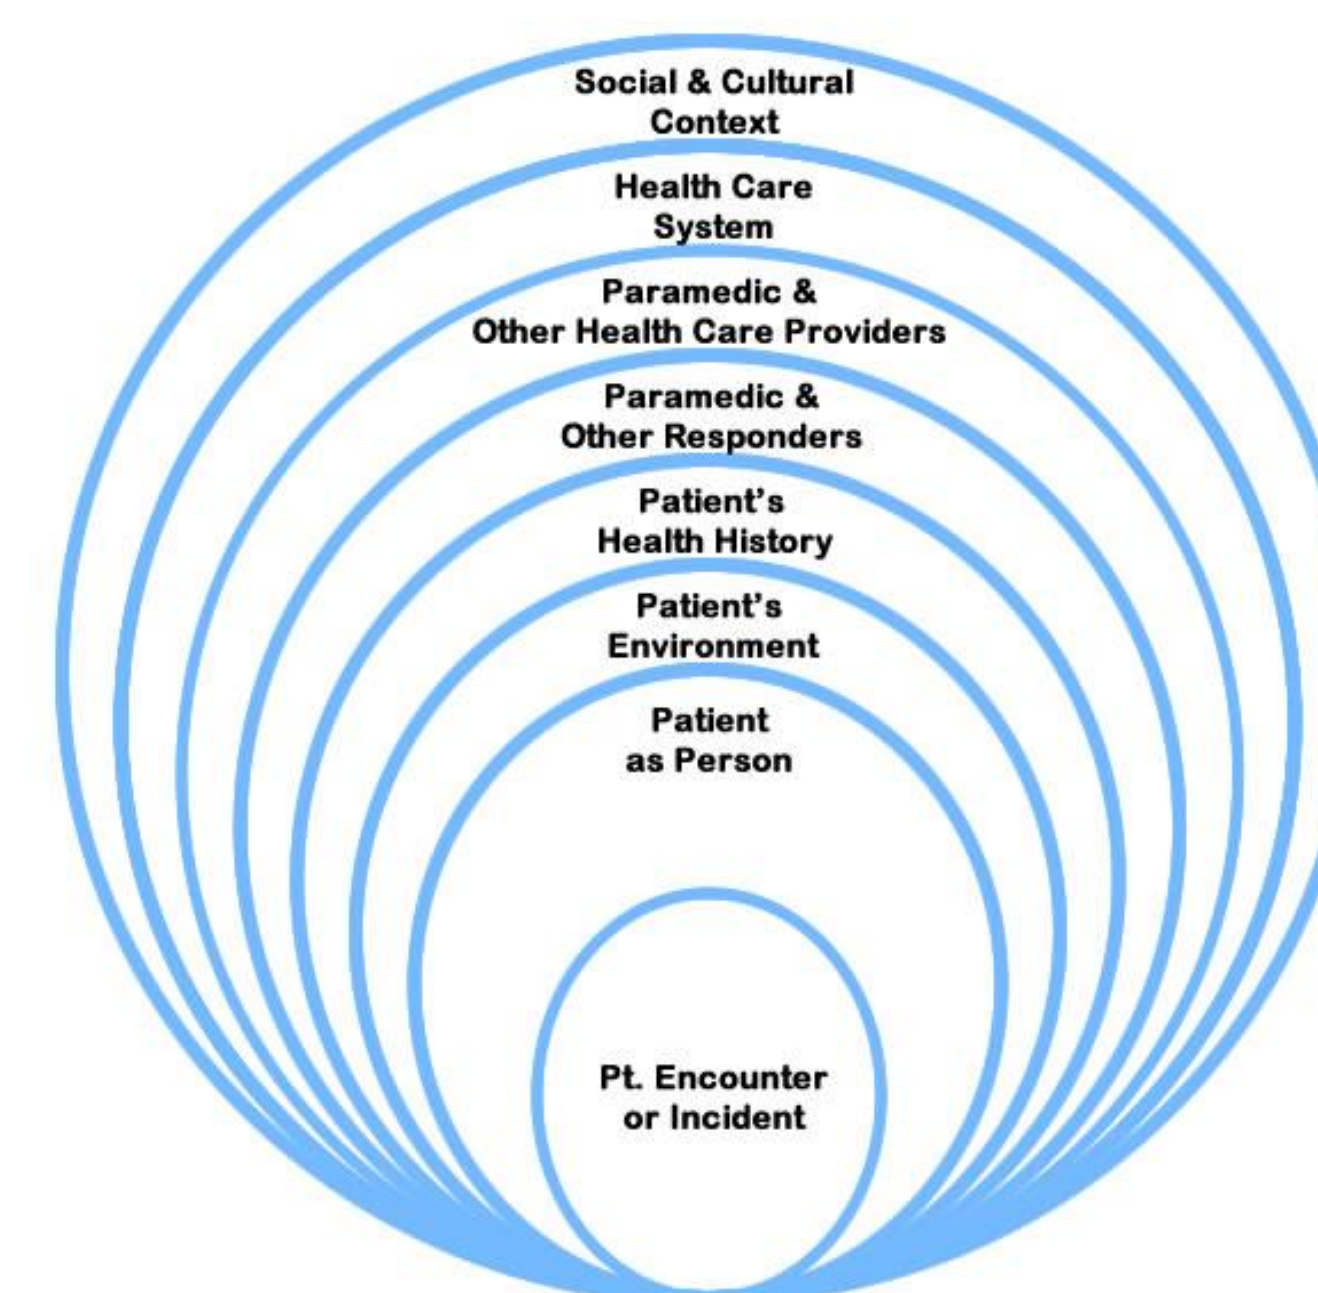 Social & Cultural
Context
Health Care
System
Paramedic &
Other Health Care Providers
Paramedic &
Other Responders
Patient’s
Health History
Patient’s
Environment
Patient
as Person
Pt. Encounter
or Incident